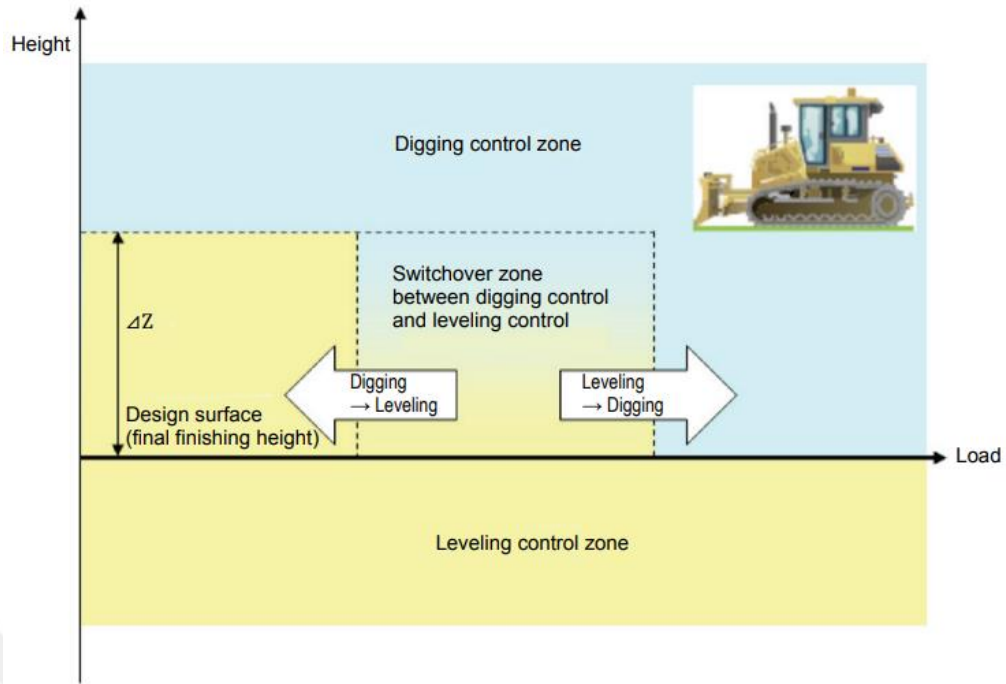 Height
Digging control zone
Switchover zone
between digging control
and leveling control
⊿Z
Digging
→ Leveling
Leveling
→ Digging
Design surface
(final finishing height)
Load
Leveling control zone